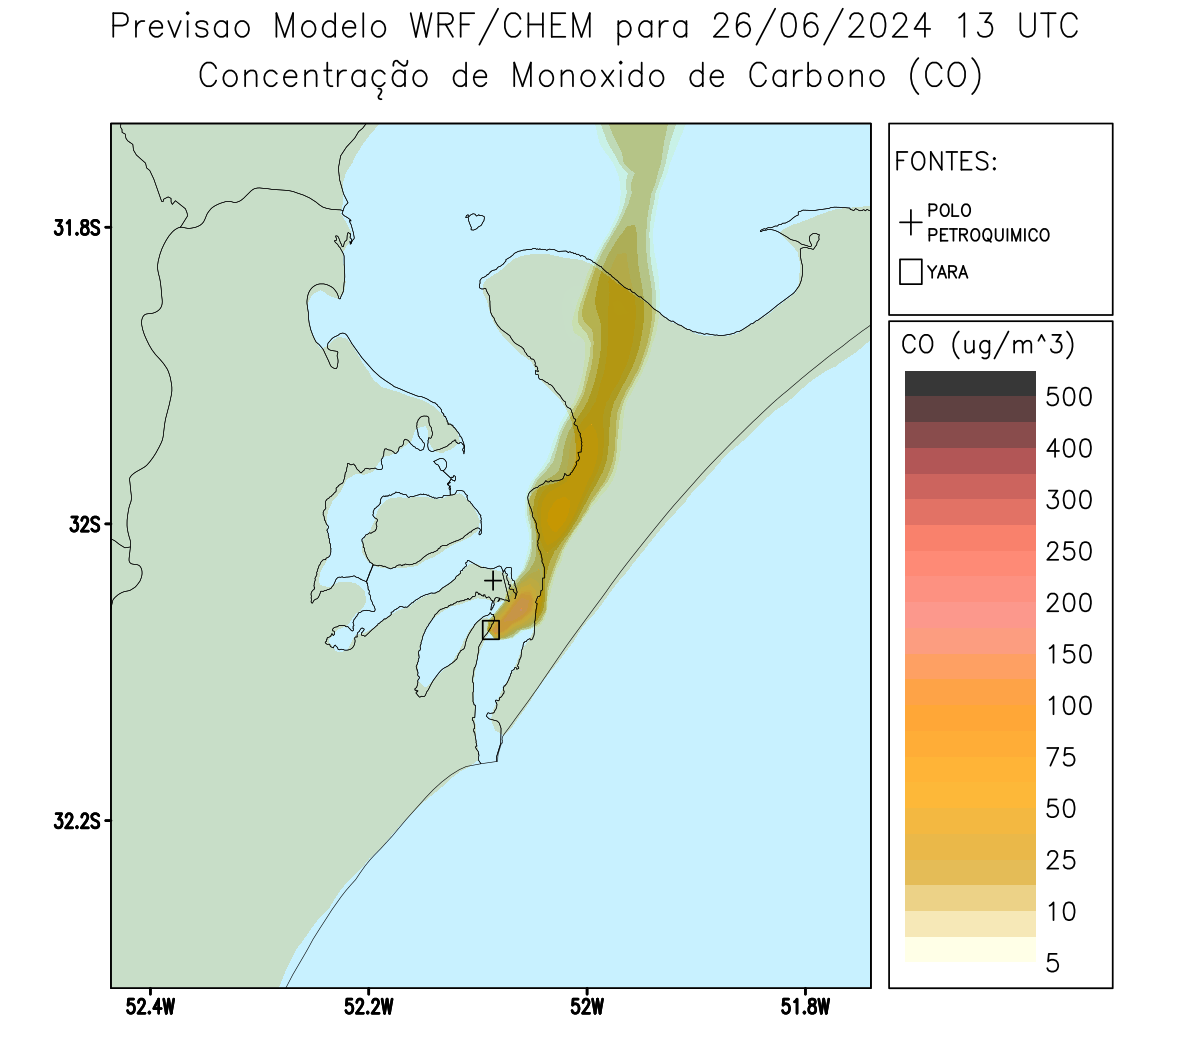 Previsao Modelo WRF/CHEM para 26/06/2024 13 UTC
Concentração de Monoxido de Carbono (CO)
FONTES:
POLO
PETROQUIMICO
YARA
CO (ug/m^3)
500
400
300
250
200
150
100
75
50
25
10
5
31.8S
32S
32.2S
52.4W
52.2W
52W
51.8W